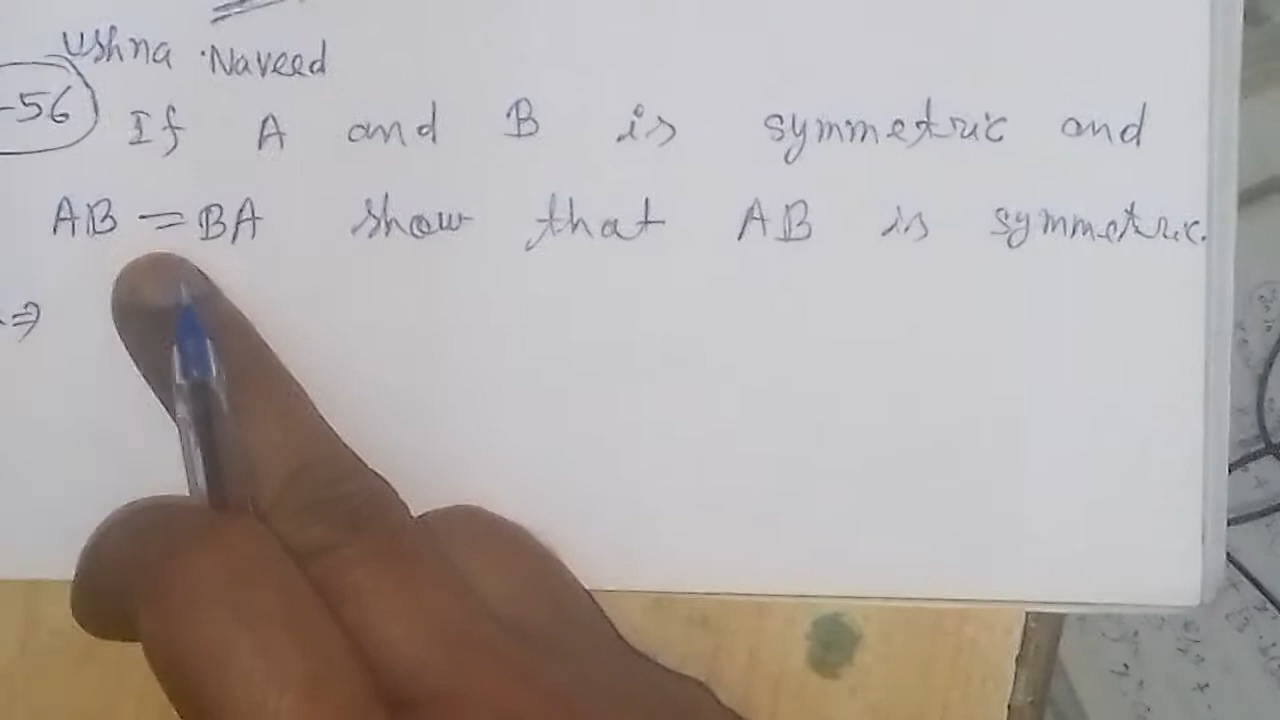 Ushna Naveed
-56
If A and B is symmetric and
AB = BA show that AB is symmetric.
⇒